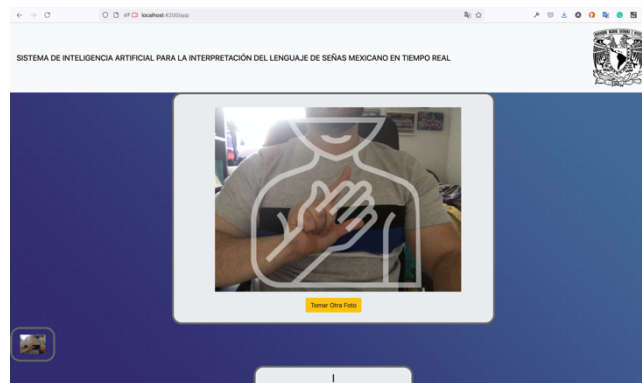 localhost:4200/app
SISTEMA DE INTELIGENCIA ARTIFICIAL PARA LA INTERPRETACIÓN DEL LENGUAJE DE SEÑAS MEXICANO EN TIEMPO REAL
Tomar Otra Foto
I